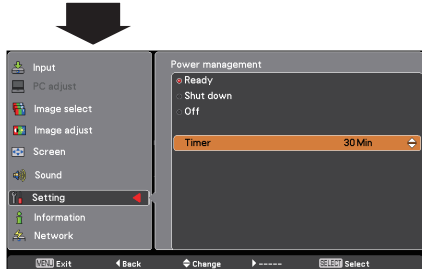 Input
PC adjust
Image select
Image adjust
Screen
Sound
Setting
Information
Network
Power management
Ready
Shut down
Off
Timer 30 Min
MENU Exit Back Change ----- SELECT Select